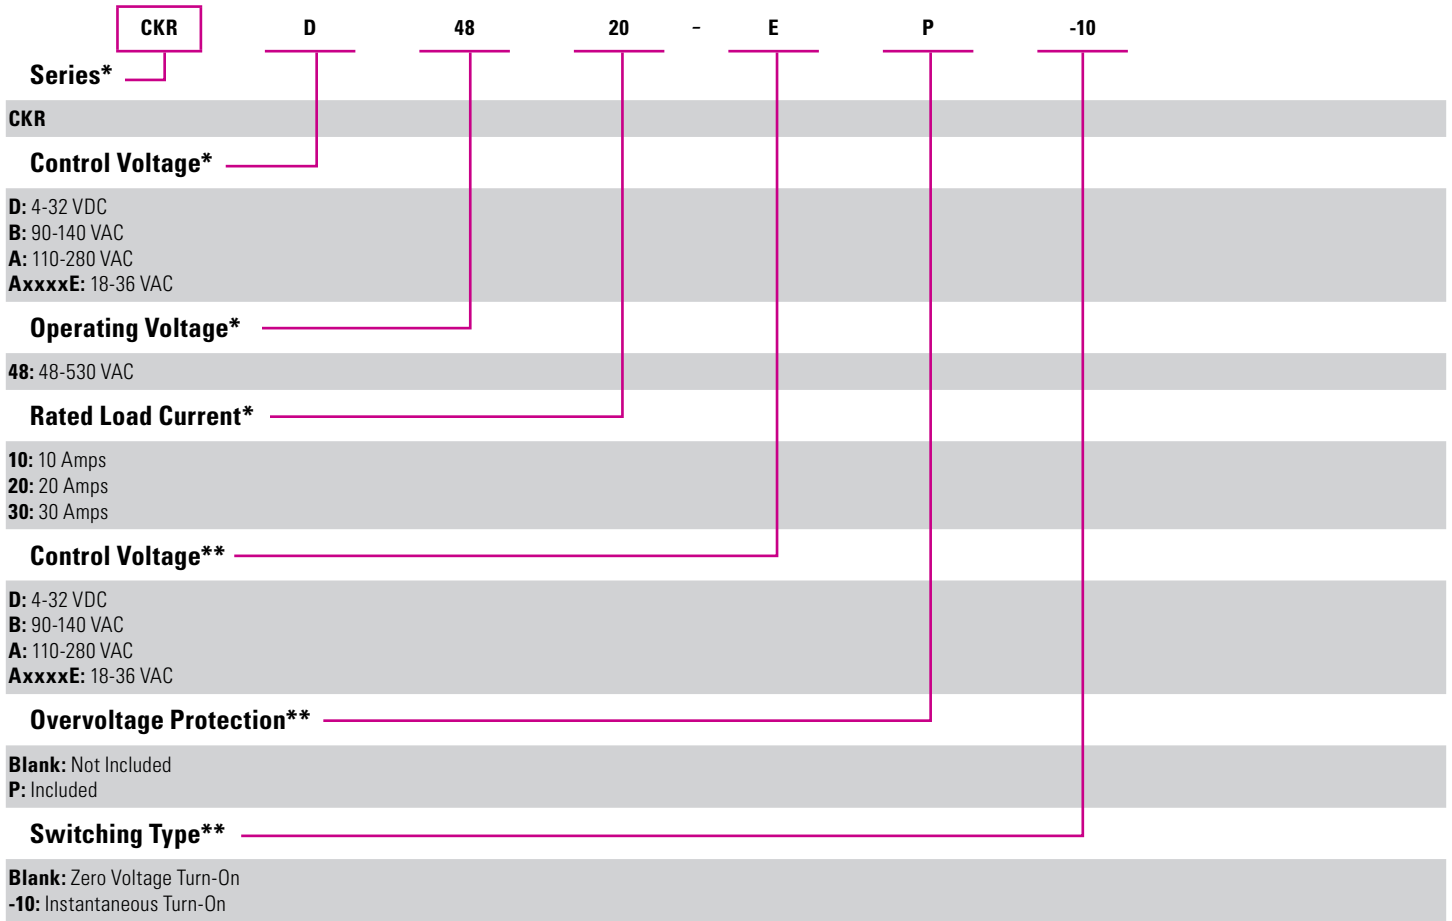 CKR D 48 20 – E P -10
Series*
CKR
Control Voltage*
D: 4-32 VDC
B: 90-140 VAC
A: 110-280 VAC
AxxxxE: 18-36 VAC
Operating Voltage*
48: 48-530 VAC
Rated Load Current*
10: 10 Amps
20: 20 Amps
30: 30 Amps
Control Voltage**
D: 4-32 VDC
B: 90-140 VAC
A: 110-280 VAC
AxxxxE: 18-36 VAC
Overvoltage Protection**
Blank: Not Included
P: Included
Switching Type**
Blank: Zero Voltage Turn-On
-10: Instantaneous Turn-On